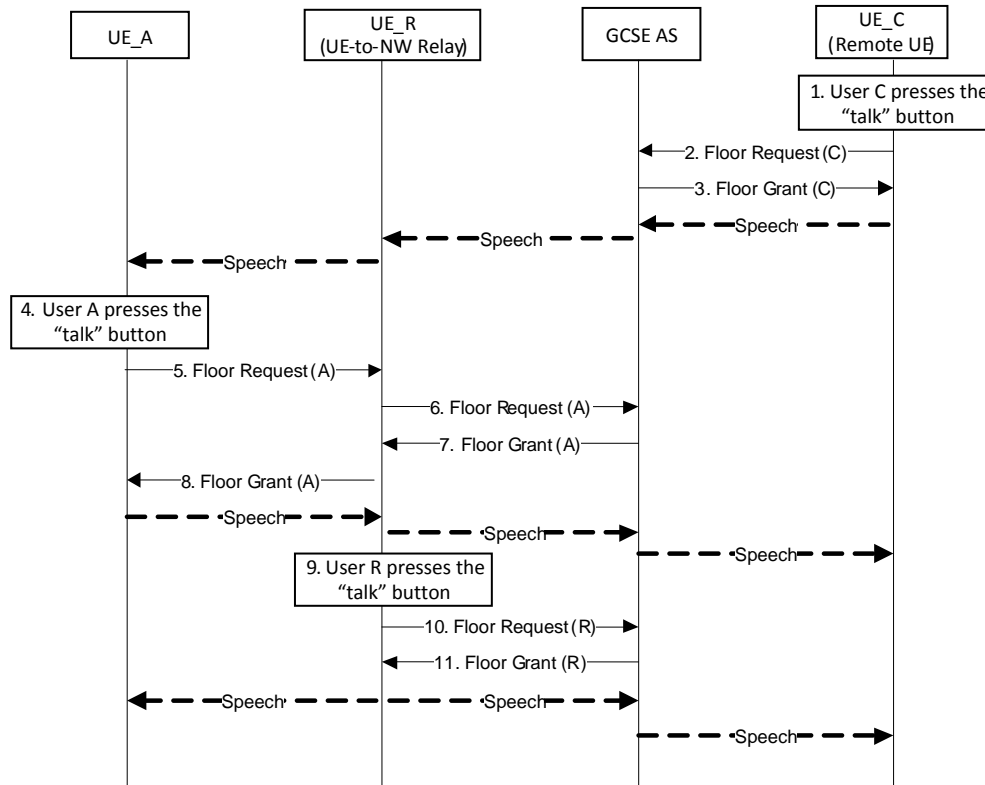 UE_A
UE_R
(UE-to-NW Relay)
GCSE AS
UE_C
(Remote UE)
1. User C presses the
“talk” button
2. Floor Request (C)
3. Floor Grant (C)
Speech
Speech
Speech
4. User A presses the
“talk” button
5. Floor Request (A)
6. Floor Request (A)
7. Floor Grant (A)
8. Floor Grant (A)
Speech
Speech
Speech
9. User R presses the
“talk” button
10. Floor Request (R)
11. Floor Grant (R)
Speech
Speech
Speech